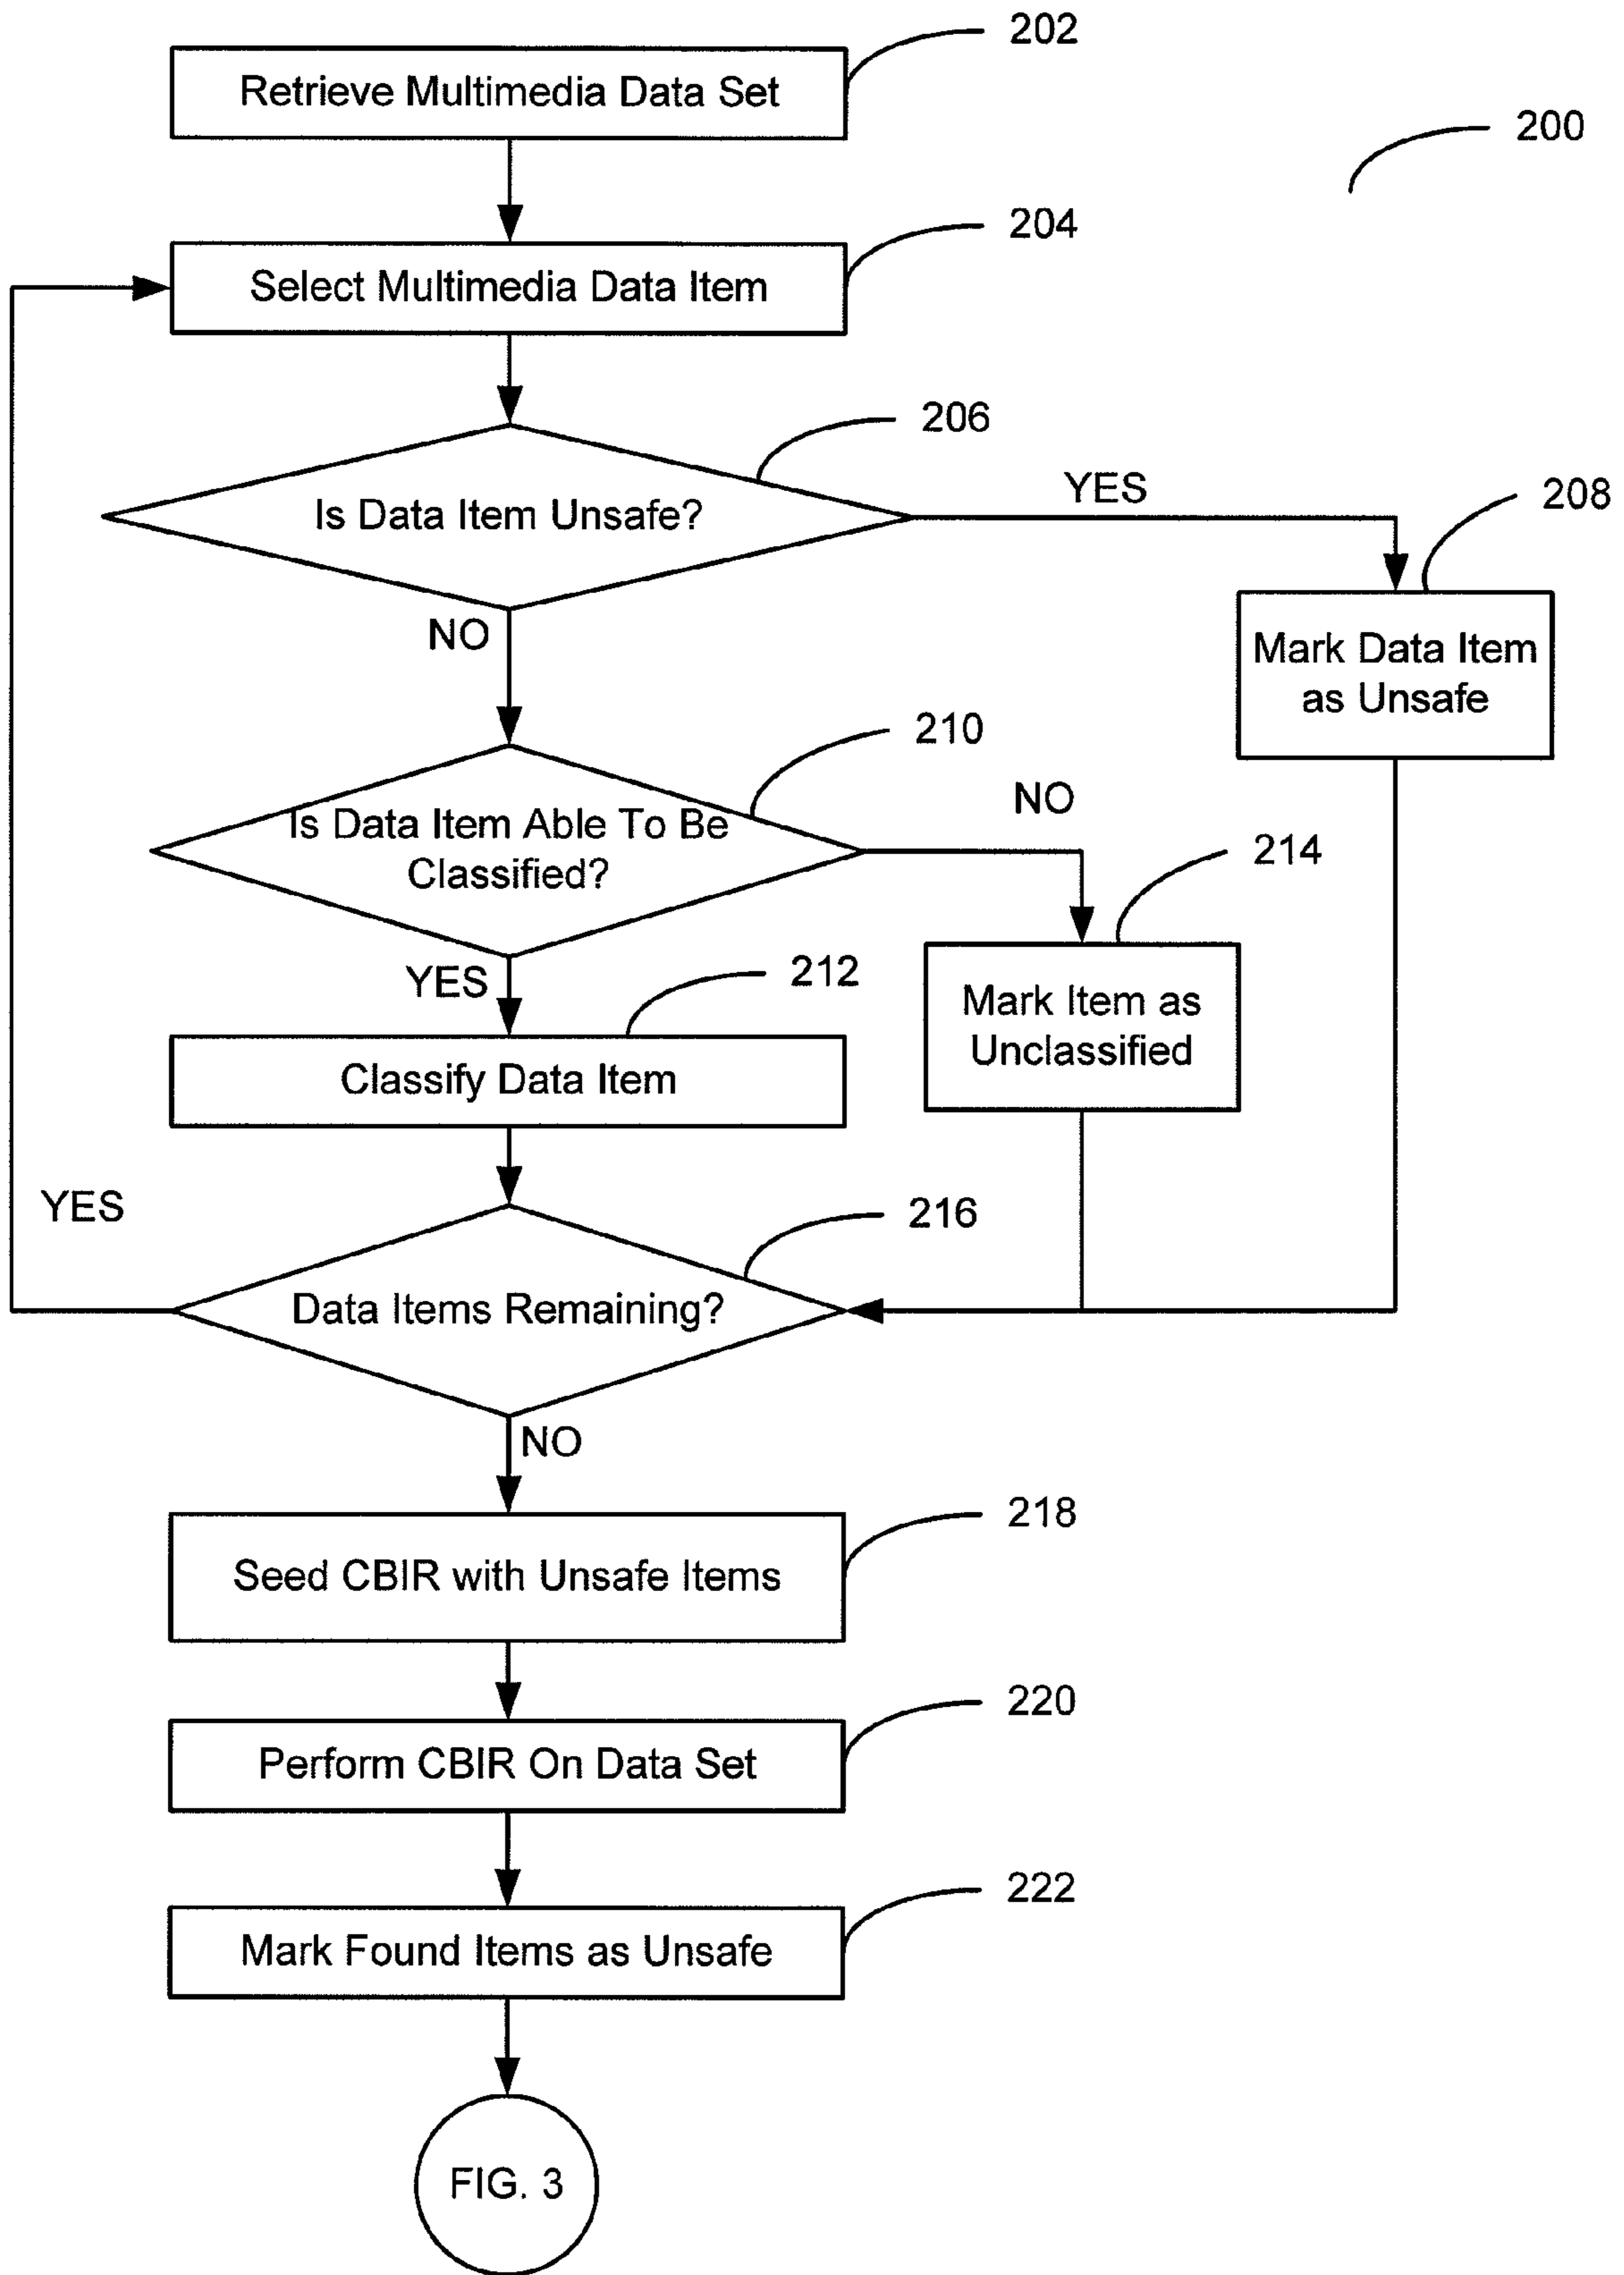 202
Retrieve Multimedia Data Set
200
204
Select Multimedia Data Item
206
Is Data Item Unsafe?
YES
208
NO
Mark Data Item
as Unsafe
210
NO
Is Data Item Able To Be
Classified?
214
YES
212
Mark Item as
Unclassified
Classify Data Item
YES
216
Data Items Remaining?
NO
218
Seed CBIR with Unsafe Items
220
Perform CBIR On Data Set
222
Mark Found Items as Unsafe
FIG. 3